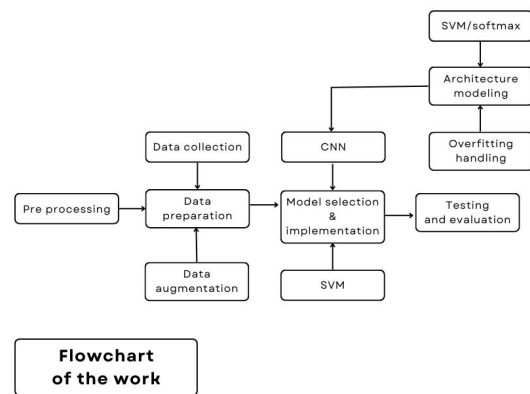 SVM/softmax
Architecture
modeling
Overfitting
handling
Data collection
CNN
Pre processing
Data
preparation
Model selection
&
implementation
Testing
and evaluation
Data
augmentation
SVM
Flowchart
of the work